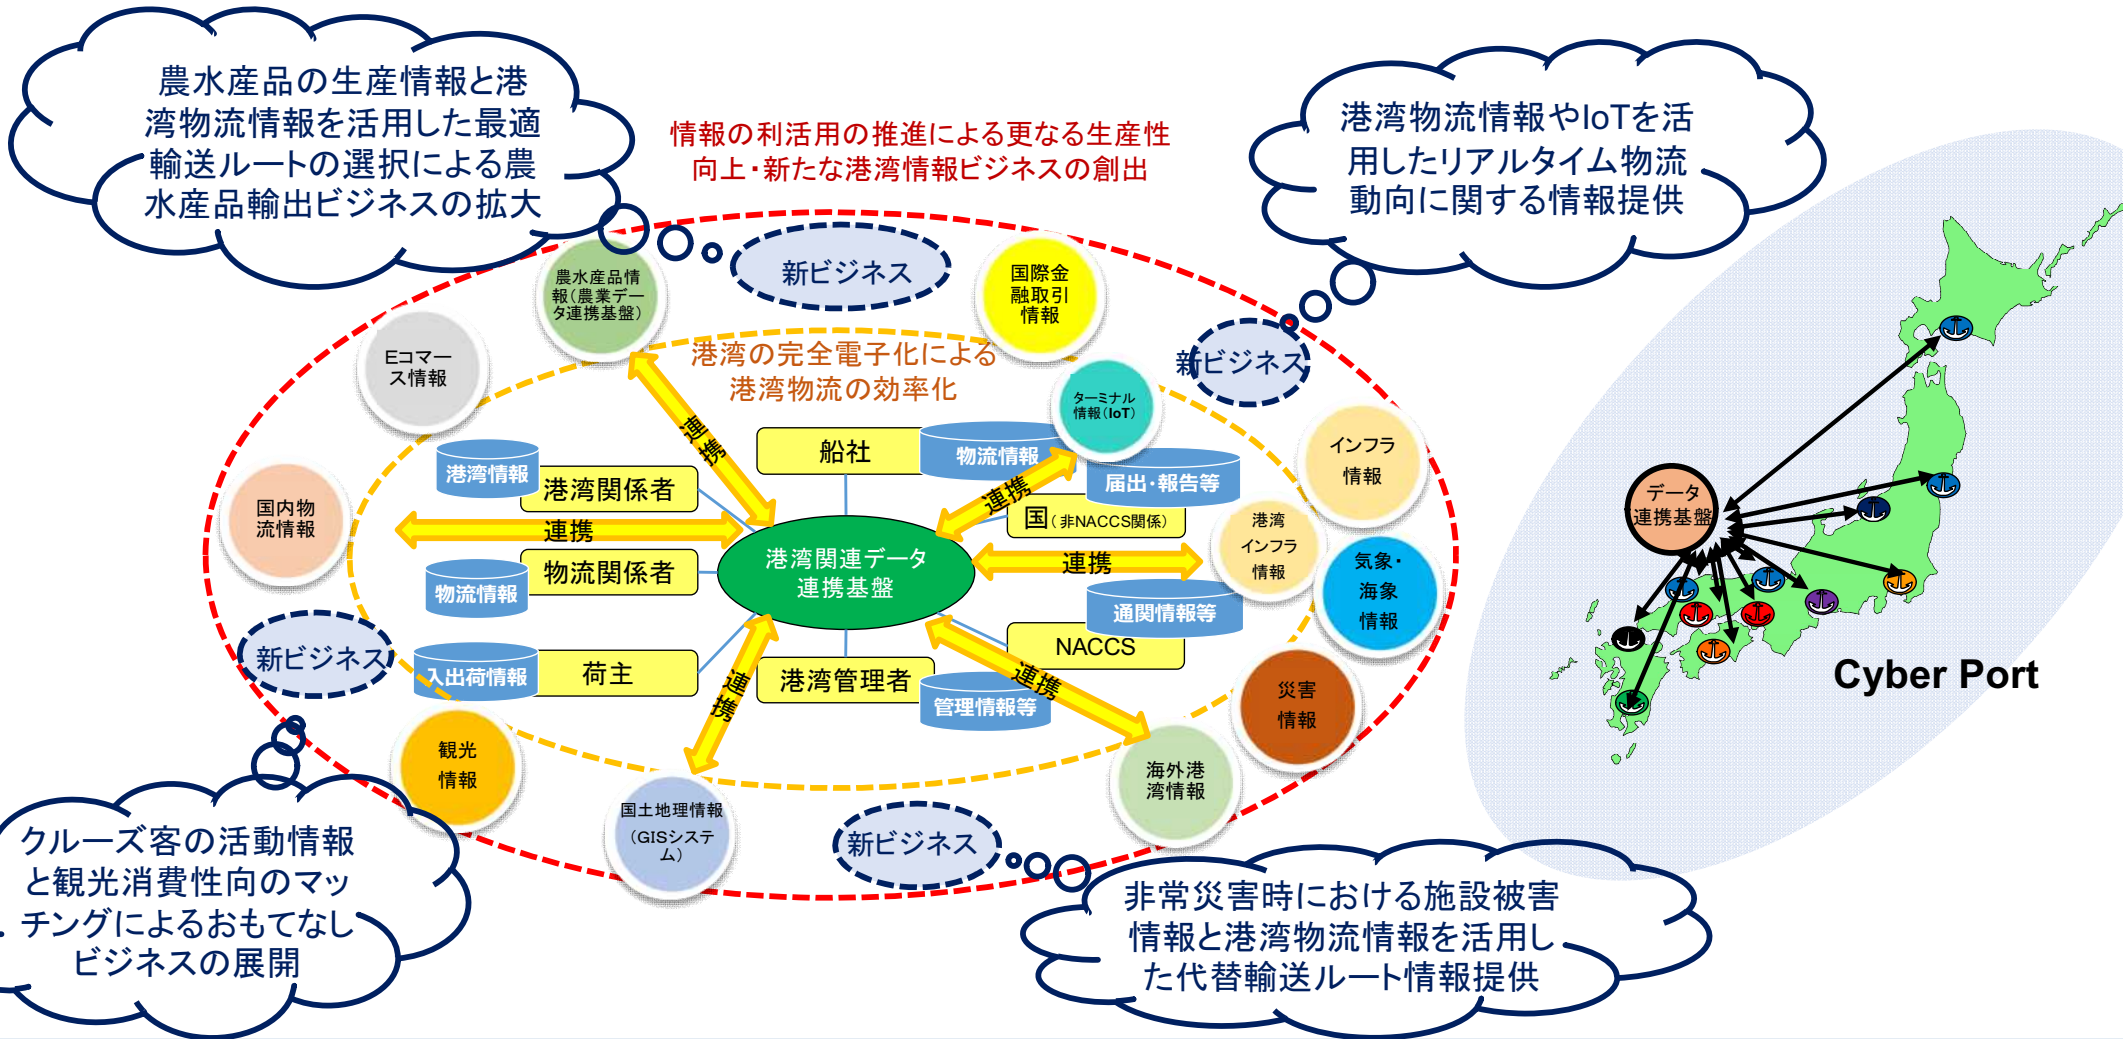 農水産品の生産情報と港
湾物流情報を活用した最適
輸送ルートの選択による農
水産品輸出ビジネスの拡大
情報の利活用の推進による更なる生産性
向上・新たな港湾情報ビジネスの創出
港湾物流情報やIoTを活
用したリアルタイム物流
動向に関する情報提供
新ビジネス
農水産品情
報(農業デー
タ連携基盤)
国際金
融取引
情報
新ビジネス
Eコマー
ス情報
港湾の完全電子化による
港湾物流の効率化
ターミナル
情報(IoT)
連携
船社
物流情報
インフラ
情報
港湾情報
港湾関係者
連携
届出・報告等
国(非NACCS関係)
国内物
流情報
連携
港湾
インフラ
情報
港湾関連データ
連携基盤
連携
気象・
海象
情報
物流関係者
物流情報
通関情報等
NACCS
新ビジネス
入出荷情報
荷主
連携
港湾管理者
管理情報等
連携
災害
情報
観光
情報
国土地理情報
(GISシステ
ム)
新ビジネス
海外港
湾情報
クルーズ客の活動情報
と観光消費性向のマッ
チングによるおもてなし
ビジネスの展開
非常災害時における施設被害
情報と港湾物流情報を活用し
た代替輸送ルート情報提供
データ
連携基盤
Cyber Port